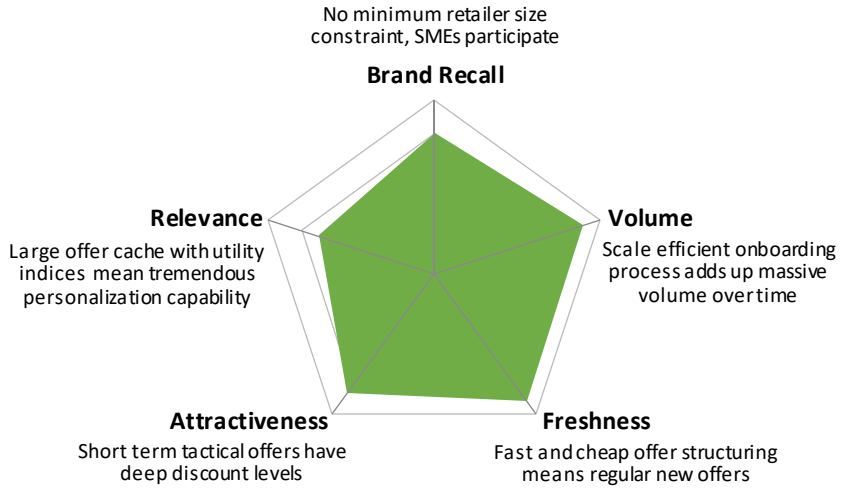 No minimum retailer size
constraint, SMEs participate
Brand Recall
Relevance
Large offer cache with utility
indices mean tremendous
personalization capability
Volume
Scale efficient onboarding
process adds up massive
volume over time
Attractiveness
Short term tactical offers have
deep discount levels
Freshness
Fast and cheap offer structuring
means regular new offers